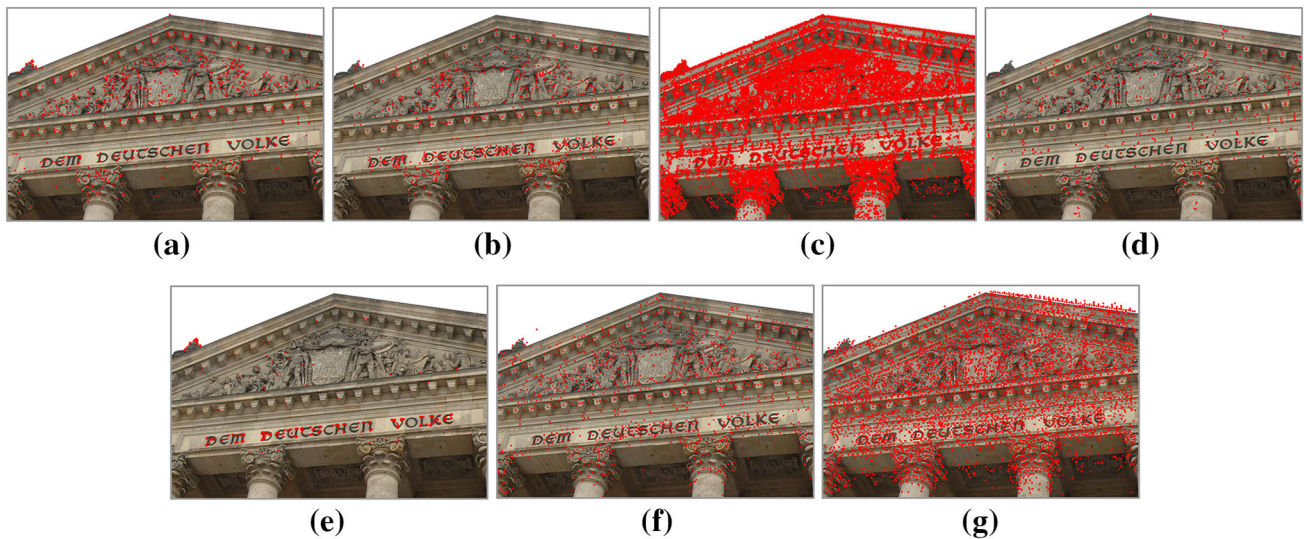 DEM DEUTSCHEN VOLKE
DEM DEUTSCHEN VOLKE
DEM DEUTSCHEN VOLKE
DEM DEUTSCHEN VOLKE
(a)
(b)
(c)
(d)
DEM DEUTSCHEN VOLKE
DEM DEUTSCHEN VOLKE
DEM DEUTSCHEN VOLKE
(e)
(f)
(g)